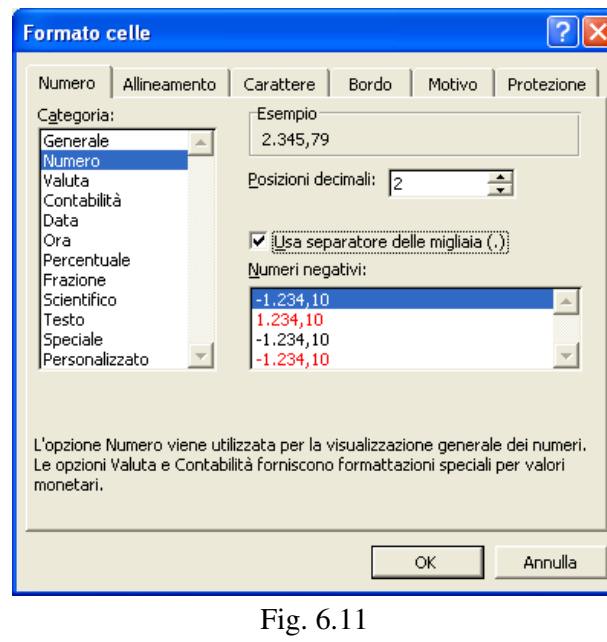 Formato celle
Numero Allineamento Carattere Bordo Motivo Protezione
Categoria:
Generale
Numero
Valuta
Contabilità
Data
Ora
Percentuale
Frazione
Scientifico
Testo
Speciale
Personalizzato
Esempio
2.345,79
Posizioni decimali: 2
Usa separatore delle migliaia (.)
Numeri negativi:
-1.234,10
1.234,10
-1.234,10
-1.234,10
L'opzione Numero viene utilizzata per la visualizzazione generale dei numeri.
Le opzioni Valuta e Contabilità forniscono formattazioni speciali per valori
monetari.
OK Annulla
Fig. 6.11